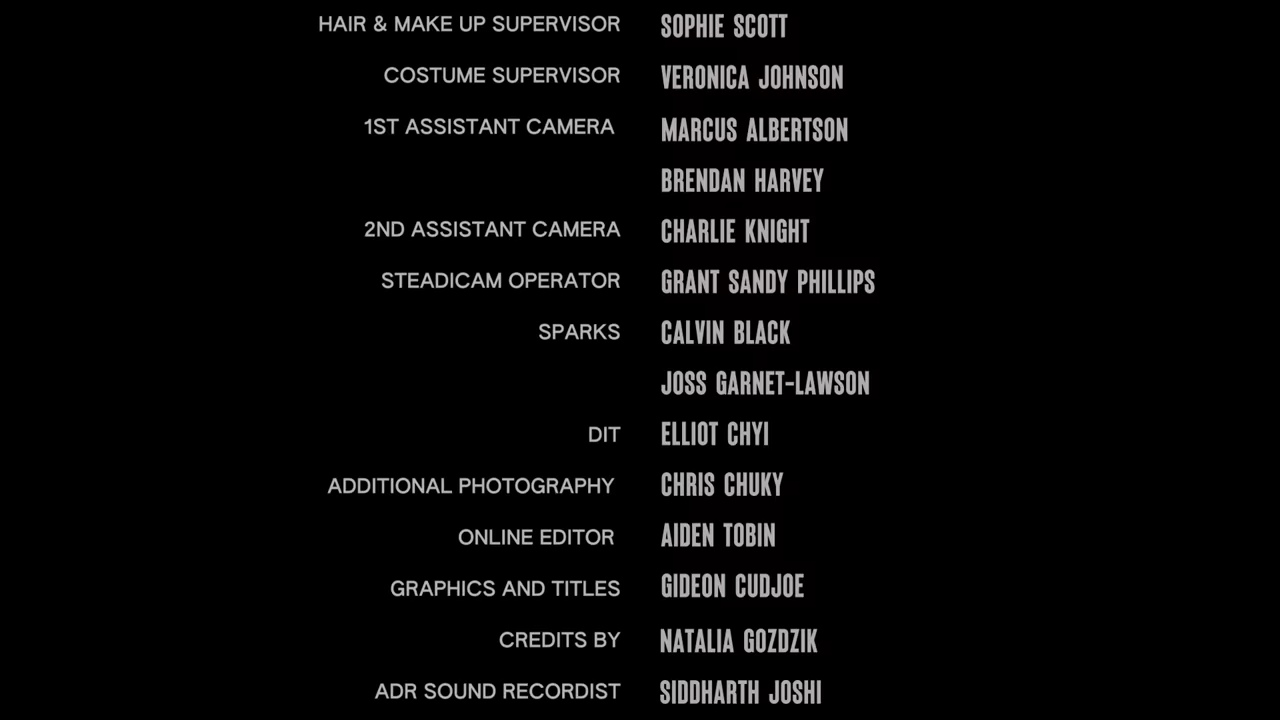 HAIR & MAKE UP SUPERVISOR SOPHIE SCOTT
COSTUME SUPERVISOR VERONICA JOHNSON
1ST ASSISTANT CAMERA MARCUS ALBERTSON
BRENDAN HARVEY
2ND ASSISTANT CAMERA CHARLIE KNIGHT
STEADICAM OPERATOR GRANT SANDY PHILLIPS
SPARKS CALVIN BLACK
JOSS GARNET-LAWSON
DIT ELLIOT CHYI
ADDITIONAL PHOTOGRAPHY CHRIS CHUKY
ONLINE EDITOR AIDEN TOBIN
GRAPHICS AND TITLES GIDEON CUDJOE
CREDITS BY NATALIA GOZDZIK
ADR SOUND RECORDIST SIDDHARTH JOSHI